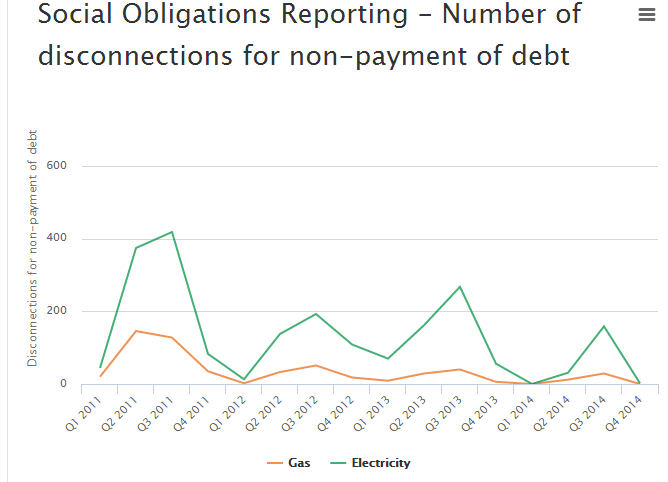 Social Obligations Reporting – Number of
disconnections for non–payment of debt
Disconnections for non-payment of debt
600
400
200
0
Q1 2011
Q2 2011
Q3 2011
Q4 2011
Q1 2012
Q2 2012
Q3 2012
Q4 2012
Q1 2013
Q2 2013
Q3 2013
Q4 2013
Q1 2014
Q2 2014
Q3 2014
Q4 2014
Gas Electricity